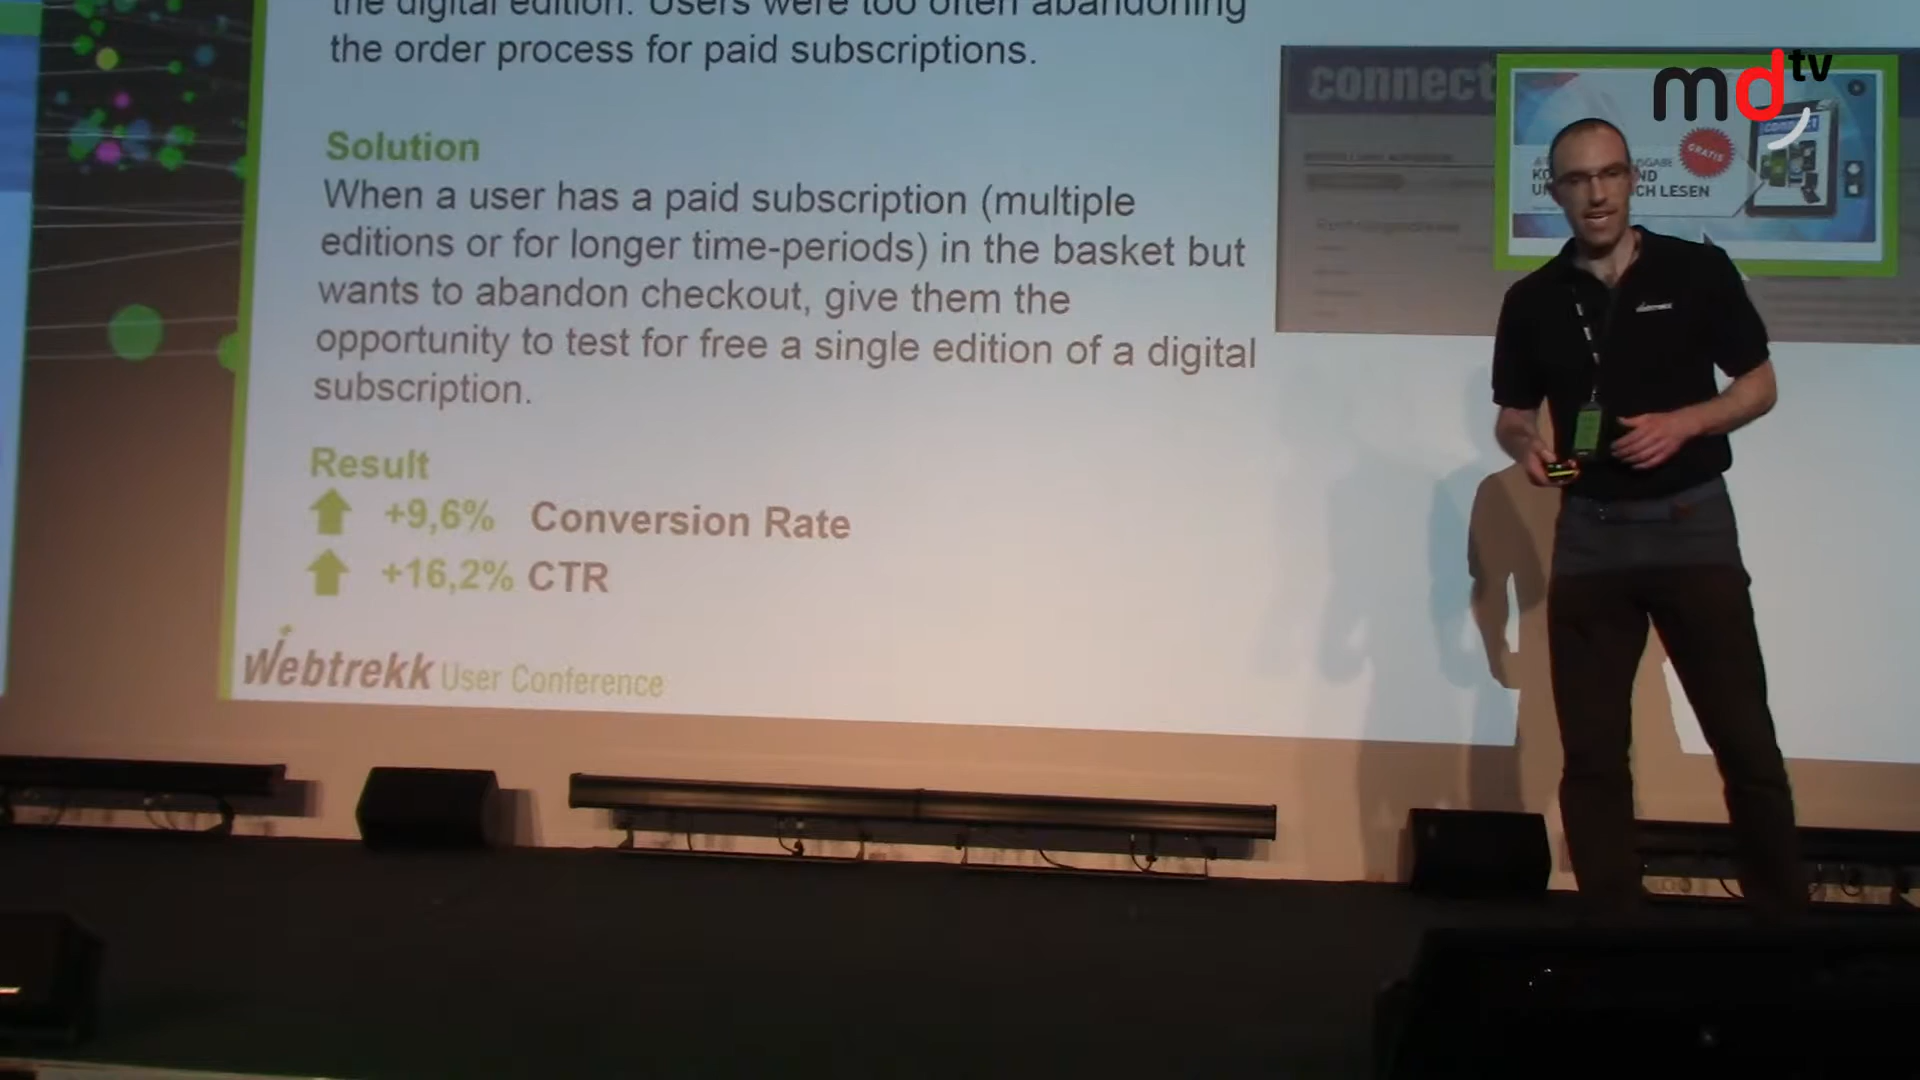 the digital edition. Users were too often abandoning
the order process for paid subscriptions.
Solution
When a user has a paid subscription (multiple
editions or for longer time-periods) in the basket but
wants to abandon checkout, give them the
opportunity to test for free a single edition of a digital
subscription.
Result
+9,6% Conversion Rate
+16,2% CTR
Webtrekk User Conference
connect
GRATIS
CH LESEN
md tv